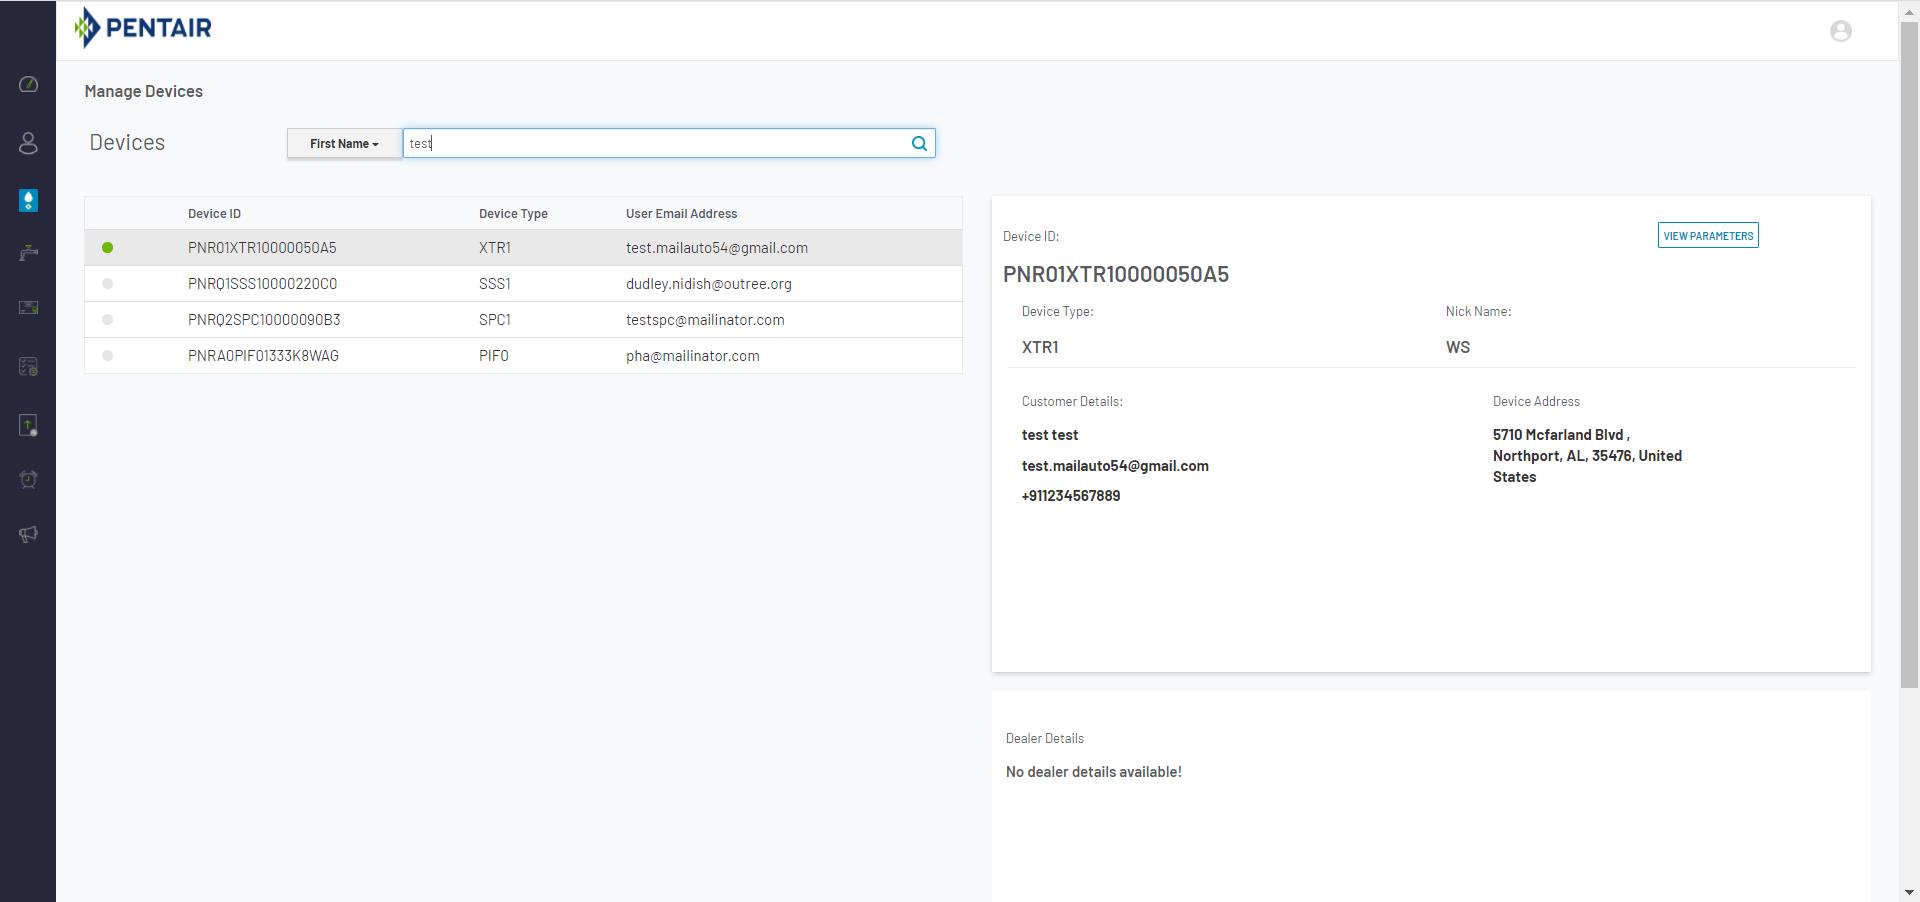 PENTAIR
Manage Devices
Devices
First Name
test
Device ID Device Type User Email Address
PNR01XTR10000050A5 XTR1 test.mailauto54@gmail.com
PNRQ1SSS10000220C0 SSS1 dudley.nidish@outree.org
PNRQ2SPC10000090B3 SPC1 testspc@mailinator.com
PNRA0PIF01333K8WAG PIF0 pha@mailinator.com
Device ID:
VIEW PARAMETERS
PNR01XTR10000050A5
Device Type: Nick Name:
XTR1 WS
Customer Details: Device Address
test test
test.mailauto54@gmail.com
+911234567889
5710 Mcfarland Blvd ,
Northport, AL, 35476, United
States
Dealer Details
No dealer details available!